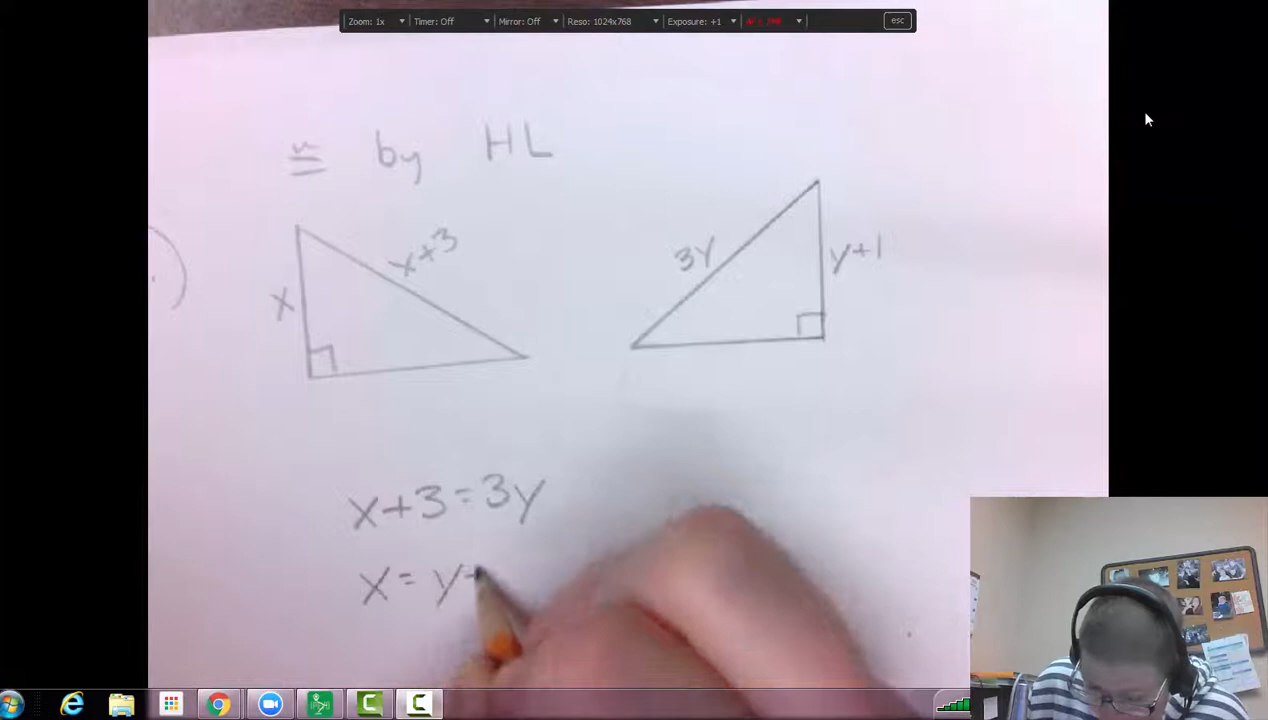 Zoom: 1x Timer: Off Mirror: Off Reso: 1024x768 Exposure: +1 esc
≅ by HL
x+3
x
3y
y+1
x+3=3y
x= y+